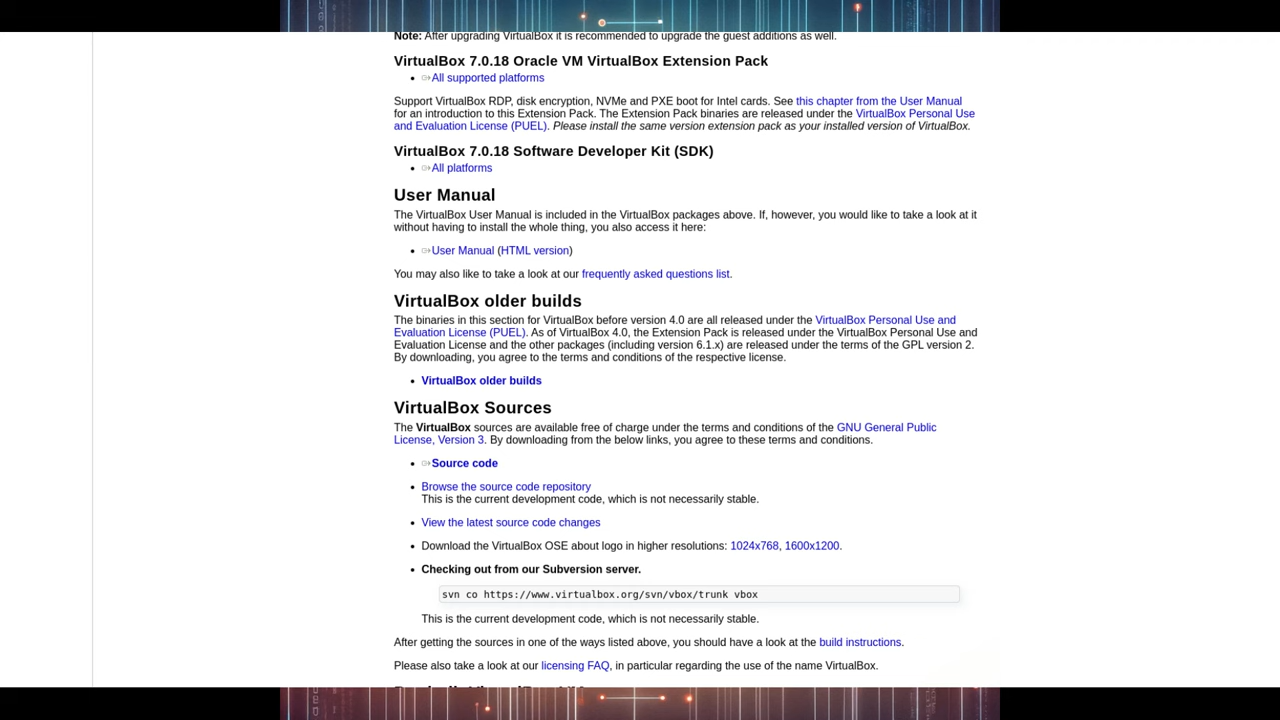 Note: After upgrading VirtualBox it is recommended to upgrade the guest additions as well.
VirtualBox 7.0.18 Oracle VM VirtualBox Extension Pack
All supported platforms
Support VirtualBox RDP, disk encryption, NVMe and PXE boot for Intel cards. See this chapter from the User Manual
for an introduction to this Extension Pack. The Extension Pack binaries are released under the VirtualBox Personal Use
and Evaluation License (PUEL). Please install the same version extension pack as your installed version of VirtualBox.
VirtualBox 7.0.18 Software Developer Kit (SDK)
All platforms
User Manual
The VirtualBox User Manual is included in the VirtualBox packages above. If, however, you would like to take a look at it
without having to install the whole thing, you also access it here:
User Manual (HTML version)
You may also like to take a look at our frequently asked questions list.
VirtualBox older builds
The binaries in this section for VirtualBox before version 4.0 are all released under the VirtualBox Personal Use and
Evaluation License (PUEL). As of VirtualBox 4.0, the Extension Pack is released under the VirtualBox Personal Use and
Evaluation License and the other packages (including version 6.1.x) are released under the terms of the GPL version 2.
By downloading, you agree to the terms and conditions of the respective license.
VirtualBox older builds
VirtualBox Sources
The VirtualBox sources are available free of charge under the terms and conditions of the GNU General Public
License, Version 3. By downloading from the below links, you agree to these terms and conditions.
Source code
Browse the source code repository
This is the current development code, which is not necessarily stable.
View the latest source code changes
Download the VirtualBox OSE about logo in higher resolutions: 1024x768, 1600x1200.
Checking out from our Subversion server.
svn co https://www.virtualbox.org/svn/vbox/trunk vbox
This is the current development code, which is not necessarily stable.
After getting the sources in one of the ways listed above, you should have a look at the build instructions.
Please also take a look at our licensing FAQ, in particular regarding the use of the name VirtualBox.